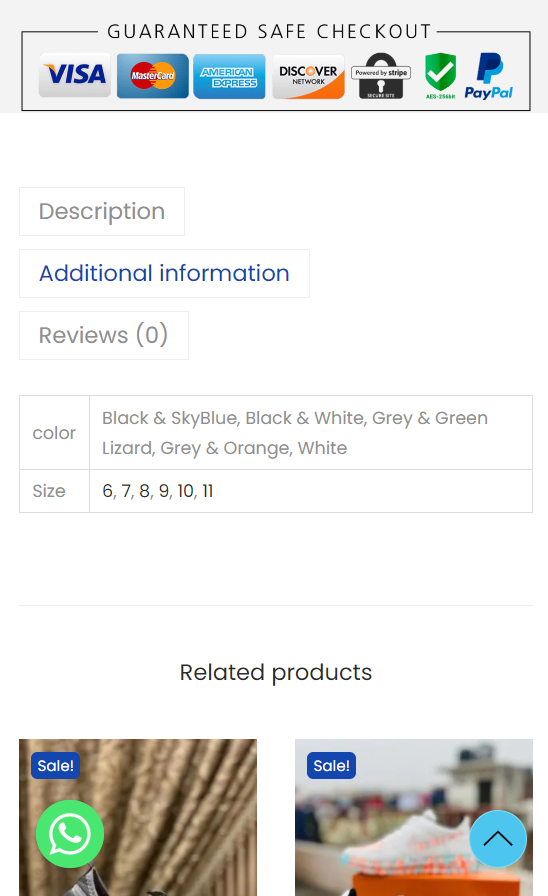 GUARANTEED SAFE CHECKOUT
VISA
MasterCard
AMERICAN EXPRESS
DISCOVER
NETWORK
Powered by stripe
SECURE SITE
AES-256bit
PayPal
Description
Additional information
Reviews (0)
color
Black & SkyBlue, Black & White, Grey & Green
Lizard, Grey & Orange, White
Size
6, 7, 8, 9, 10, 11
Related products
Sale!
Sale!